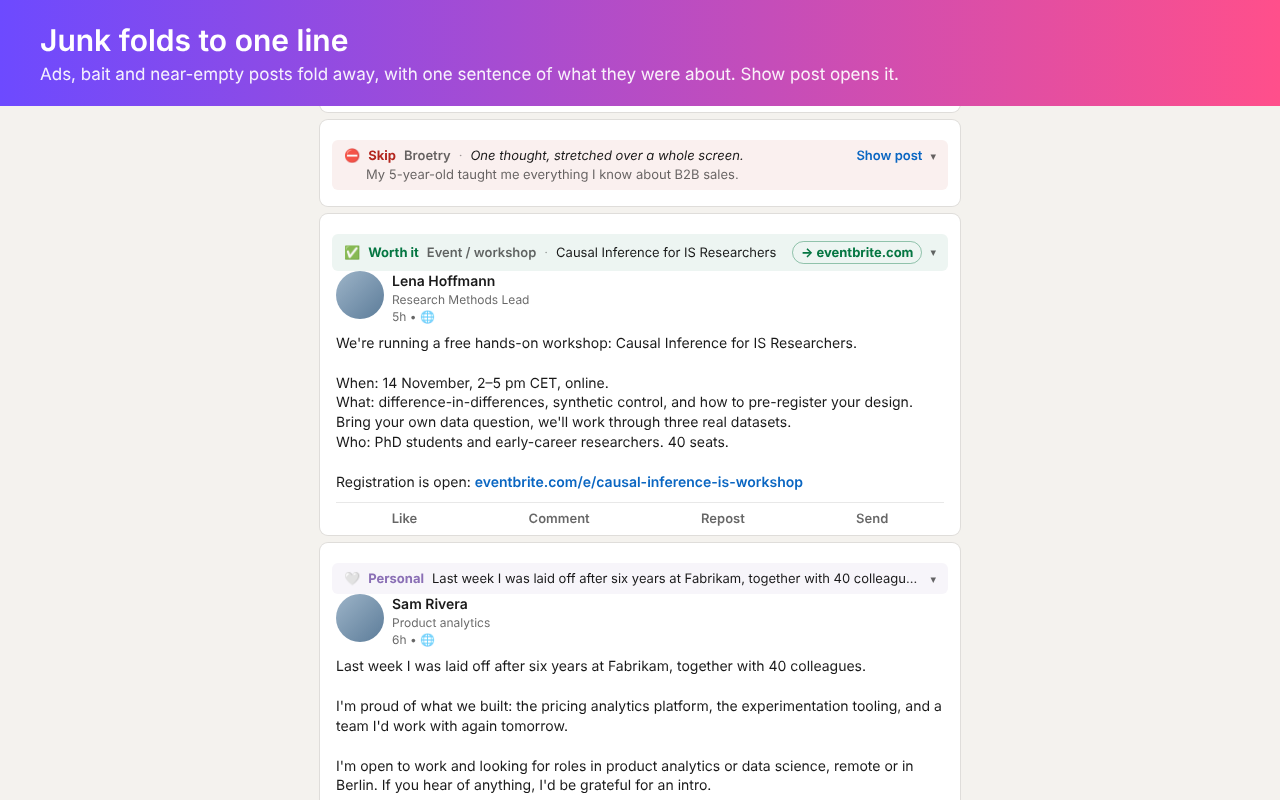 Junk folds to one line
Ads, bait and near-empty posts fold away, with one sentence of what they were about. Show post opens it.
⛔ Skip Broetry · One thought, stretched over a whole screen. Show post ▾
My 5-year-old taught me everything I know about B2B sales.
✅ Worth it Event / workshop · Causal Inference for IS Researchers → eventbrite.com ▾
Lena Hoffmann
Research Methods Lead
5h • 🌐
We're running a free hands-on workshop: Causal Inference for IS Researchers.
When: 14 November, 2–5 pm CET, online.
What: difference-in-differences, synthetic control, and how to pre-register your design.
Bring your own data question, we'll work through three real datasets.
Who: PhD students and early-career researchers. 40 seats.
Registration is open: eventbrite.com/e/causal-inference-is-workshop
Like Comment Repost Send
🤍 Personal Last week I was laid off after six years at Fabrikam, together with 40 colleagu... ▾
Sam Rivera
Product analytics
6h • 🌐
Last week I was laid off after six years at Fabrikam, together with 40 colleagues.
I'm proud of what we built: the pricing analytics platform, the experimentation tooling, and a
team I'd work with again tomorrow.
I'm open to work and looking for roles in product analytics or data science, remote or in
Berlin. If you hear of anything, I'd be grateful for an intro.